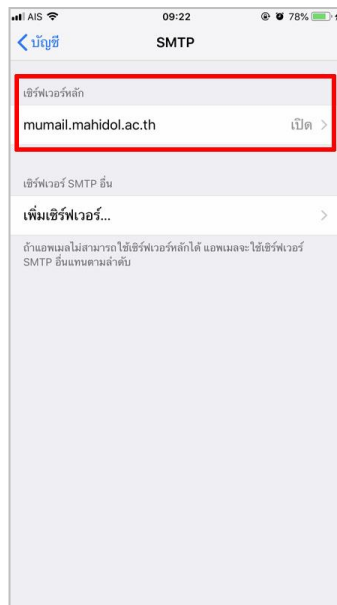 AIS 09:22 78%
บัญชี SMTP
เซิร์ฟเวอร์หลัก
mumail.mahidol.ac.th เปิด
เซิร์ฟเวอร์ SMTP อื่น
เพิ่มเซิร์ฟเวอร์...
ถ้าแอพเมลไม่สามารถใช้เซิร์ฟเวอร์หลักได้ แอพเมลจะใช้เซิร์ฟเวอร์
SMTP อื่นแทนตามลำดับ